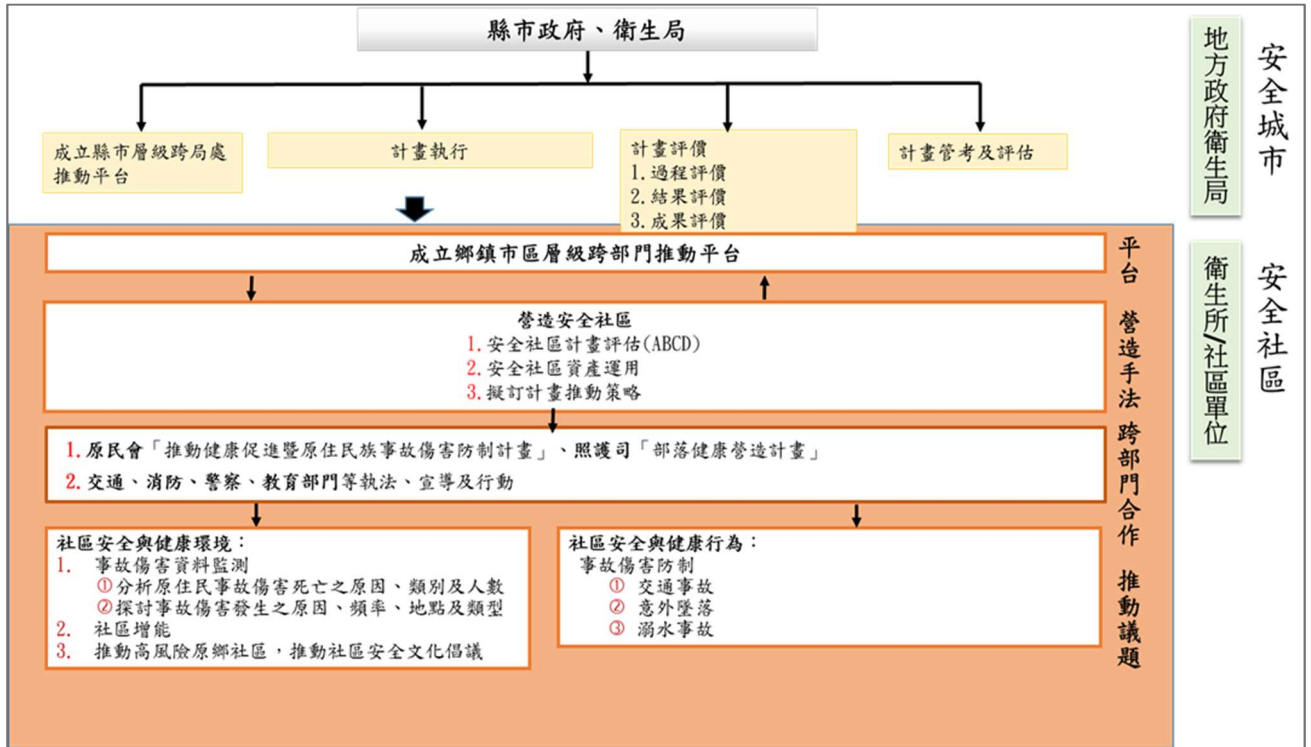 縣市政府、衛生局
成立縣市層級跨局處
推動平台
計畫執行
計畫評價
1.過程評價
2.結果評價
3.成果評價
計畫管考及評估
地方政府衛生局
安全城市
成立鄉鎮市區層級跨部門推動平台
平台
營造安全社區
1.安全社區計畫評估(ABCD)
2.安全社區資產運用
3.擬訂計畫推動策略
營造手法
衛生所/社區單位
安全社區
1.原民會「推動健康促進暨原住民族事故傷害防制計畫」、照護司「部落健康營造計畫」
2.交通、消防、警察、教育部門等執法、宣導及行動
跨部門合作
社區安全與健康環境：
1. 事故傷害資料監測
①分析原住民事故傷害死亡之原因、類別及人數
②探討事故傷害發生之原因、頻率、地點及類型
2. 社區增能
3. 推動高風險原鄉社區，推動社區安全文化倡議
社區安全與健康行為：
事故傷害防制
① 交通事故
② 意外墜落
③ 溺水事故
推動議題